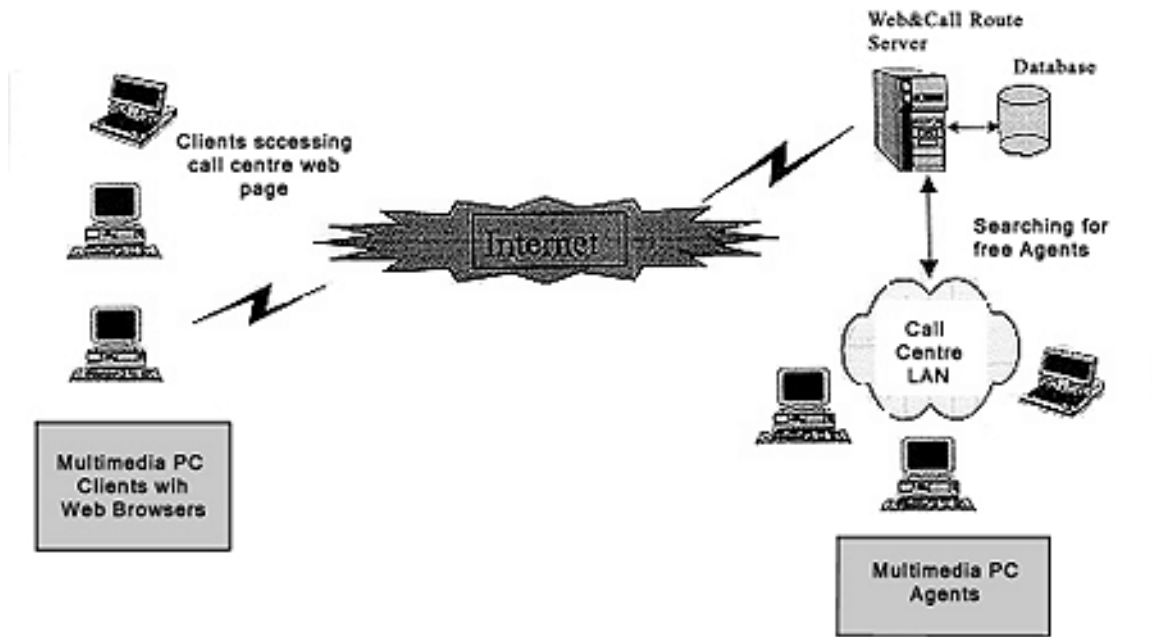 Web&Call Route
Server
Database
Clients sccessing
call centre web
page
Internet
Searching for
free Agents
Call
Centre
LAN
Multimedia PC
Clients wih
Web Browsers
Multimedia PC
Agents